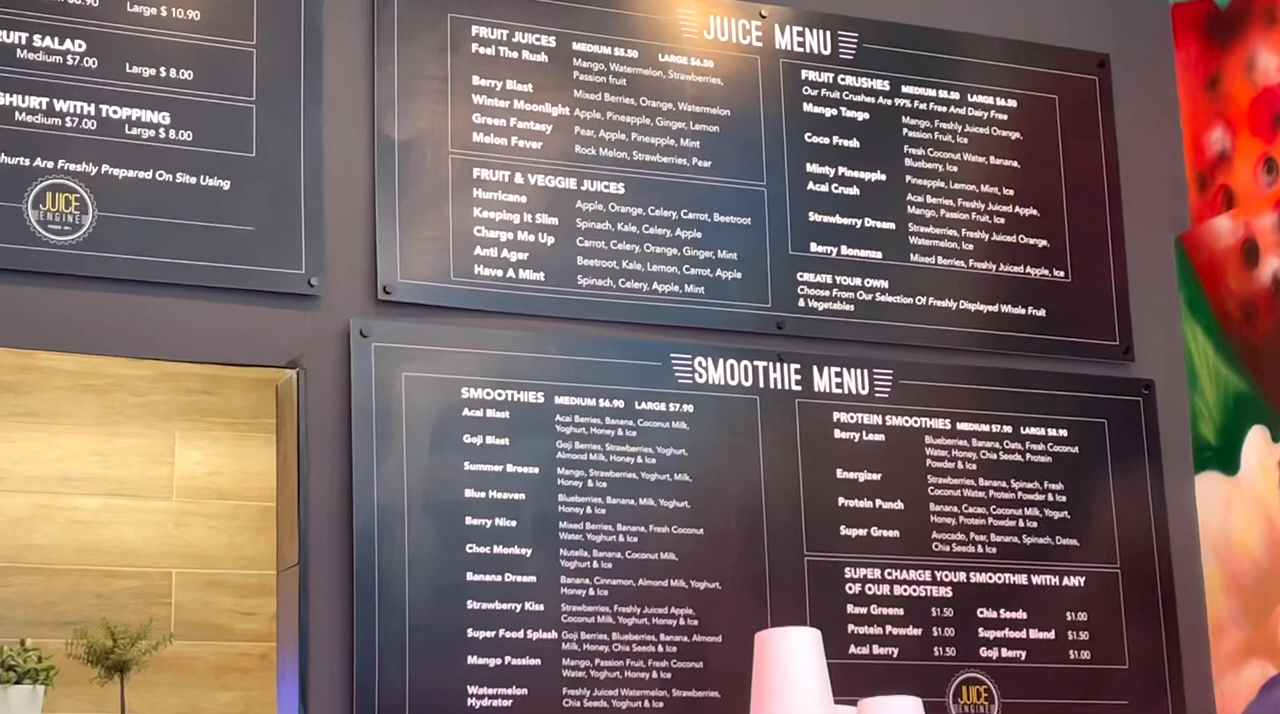 Large $ 10.90
FRUIT SALAD
Medium $7.00 Large $ 8.00
WITH TOPPING
Medium $7.00 Large $ 8.00
Are Freshly Prepared On Site Using
JUICE
ENGINE
JUICE MENU
FRUIT JUICES MEDIUM $5.50 LARGE $6.50
Feel The Rush Mango, Watermelon, Strawberries,
Passion fruit
Berry Blast Mixed Berries, Orange, Watermelon
Winter Moonlight Apple, Pineapple, Ginger, Lemon
Green Fantasy Pear, Apple, Pineapple, Mint
Melon Fever Rock Melon, Strawberries, Pear
FRUIT & VEGGIE JUICES
Hurricane Apple, Orange, Celery, Carrot, Beetroot
Keeping It Slim Spinach, Kale, Celery, Apple
Charge Me Up Carrot, Celery, Orange, Ginger, Mint
Anti Ager Beetroot, Kale, Lemon, Carrot, Apple
Have A Mint Spinach, Celery, Apple, Mint
FRUIT CRUSHES MEDIUM $5.50 LARGE $6.50
Our Fruit Crushes Are 99% Fat Free And Dairy Free
Mango Tango Mango, Freshly Juiced Orange,
Passion Fruit, Ice
Coco Fresh Fresh Coconut Water, Banana,
Blueberry, Ice
Minty Pineapple Pineapple, Lemon, Mint, Ice
Acai Crush Acai Berries, Freshly Juiced Apple,
Mango, Passion Fruit, Ice
Strawberry Dream Strawberries, Freshly Juiced Orange,
Watermelon, Ice
Berry Bonanza Mixed Berries, Freshly Juiced Apple, Ice
CREATE YOUR OWN
Choose From Our Selection Of Freshly Displayed Whole Fruit
& Vegetables
SMOOTHIE MENU
SMOOTHIES MEDIUM $6.90 LARGE $7.90
Acai Blast Acai Berries, Banana, Coconut Milk,
Yoghurt, Honey & Ice
Goji Blast Goji Berries, Strawberries, Yoghurt,
Almond Milk, Honey & Ice
Summer Breeze Mango, Strawberries, Yoghurt, Milk,
Honey & Ice
Blue Heaven Blueberries, Banana, Milk, Yoghurt,
Honey & Ice
Berry Nice Mixed Berries, Banana, Fresh Coconut
Water, Yoghurt & Ice
Choc Monkey Nutella, Banana, Coconut Milk,
Yoghurt & Ice
Banana Dream Banana, Cinnamon, Almond Milk, Yoghurt,
Honey & Ice
Strawberry Kiss Strawberries, Freshly Juiced Apple,
Coconut Milk, Yoghurt, Honey & Ice
Super Food Splash Goji Berries, Blueberries, Banana, Almond
Milk, Honey, Chia Seeds & Ice
Mango Passion Mango, Passion Fruit, Fresh Coconut
Water, Yoghurt, Honey & Ice
Watermelon Freshly Juiced Watermelon, Strawberries,
Hydrator Chia Seeds, Yoghurt & Ice
PROTEIN SMOOTHIES MEDIUM $7.90 LARGE $8.90
Berry Lean Blueberries, Banana, Oats, Fresh Coconut
Water, Honey, Chia Seeds, Protein
Powder & Ice
Energizer Strawberries, Banana, Spinach, Fresh
Coconut Water, Protein Powder & Ice
Protein Punch Banana, Cacao, Coconut Milk, Yogurt,
Honey, Protein Powder & Ice
Super Green Avocado, Pear, Banana, Spinach, Dates,
Chia Seeds & Ice
SUPER CHARGE YOUR SMOOTHIE WITH ANY
OF OUR BOOSTERS
Raw Greens $1.50 Chia Seeds $1.00
Protein Powder $1.00 Superfood Blend $1.50
Acai Berry $1.50 Goji Berry $1.00
JUICE
ENGINE